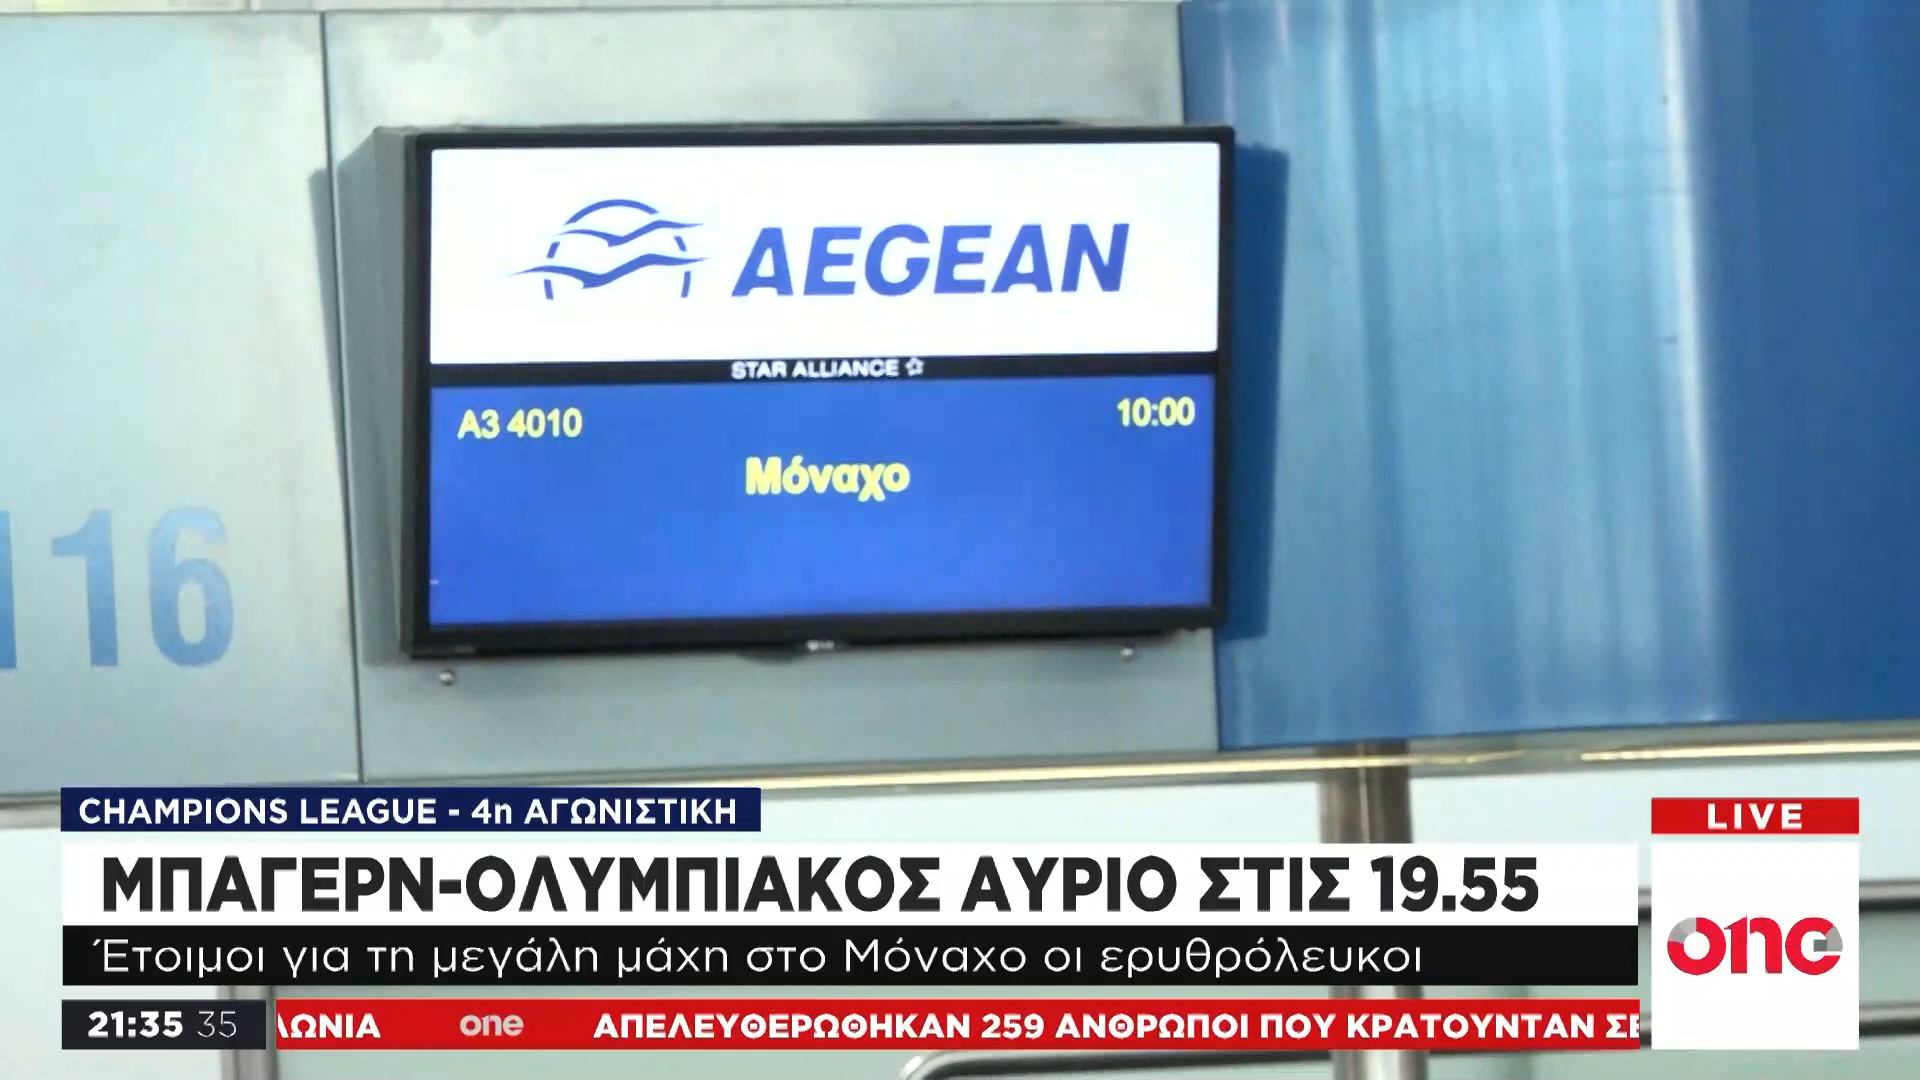 AEGEAN
STAR ALLIANCE
A3 4010
10:00
Μόναχο
116
CHAMPIONS LEAGUE - 4η ΑΓΩΝΙΣΤΙΚΗ
LIVE
ΜΠΑΓΕΡΝ-ΟΛΥΜΠΙΑΚΟΣ ΑΥΡΙΟ ΣΤΙΣ 19.55
Έτοιμοι για τη μεγάλη μάχη στο Μόναχο οι ερυθρόλευκοι
one
21:35 35
ΛΩΝΙΑ one ΑΠΕΛΕΥΘΕΡΩΘΗΚΑΝ 259 ΑΝΘΡΩΠΟΙ ΠΟΥ ΚΡΑΤΟΥΝΤΑΝ ΣΕ